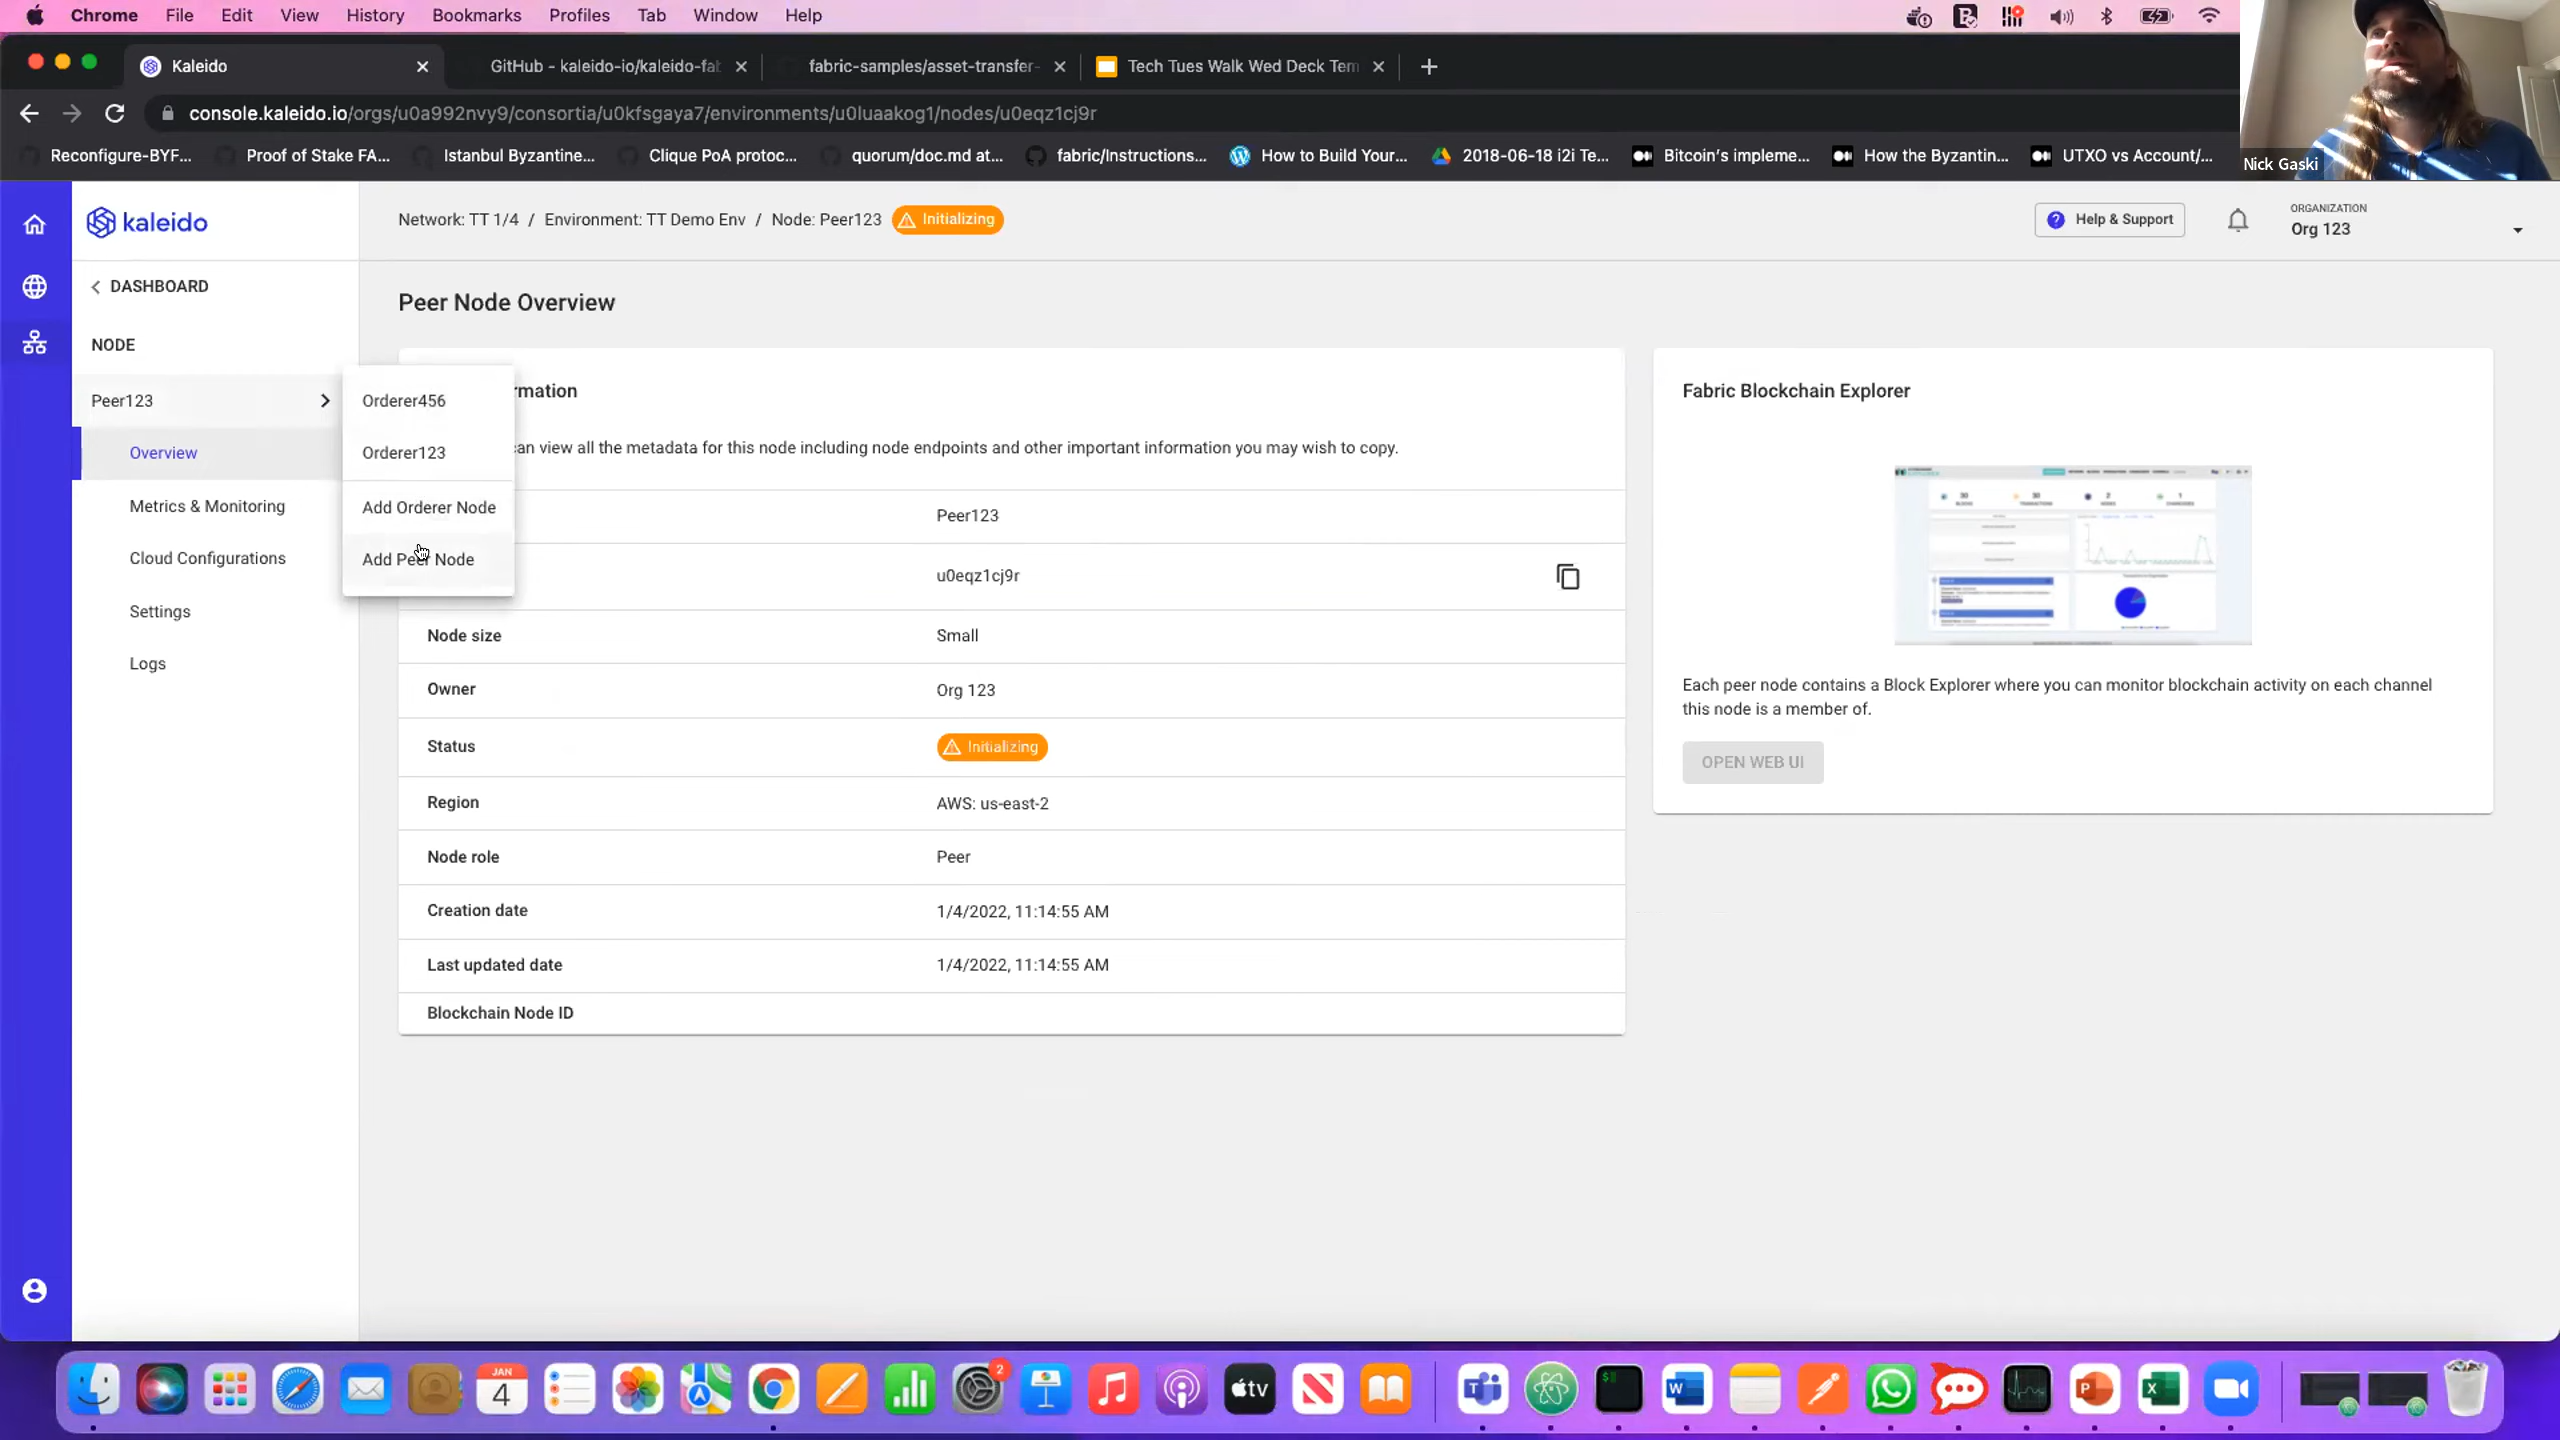 Chrome File Edit View History Bookmarks Profiles Tab Window Help
Kaleido
GitHub - kaleido-io/kaleido-fab
fabric-samples/asset-transfer-
Tech Tues Walk Wed Deck Tem
console.kaleido.io/orgs/u0a992nvy9/consortia/u0kfsgaya7/environments/u0luaakog1/nodes/u0eqz1cj9r
Reconfigure-BYF... Proof of Stake FA... Istanbul Byzantine... Clique PoA protoc... quorum/doc.md at... fabric/Instructions... How to Build Your... 2018-06-18 i2i Te... Bitcoin's impleme... How the Byzantin... UTXO vs Account/...
Nick Gaski
kaleido
Network: TT 1/4 / Environment: TT Demo Env / Node: Peer123 Initializing
Help & Support
ORGANIZATION
Org 123
DASHBOARD
NODE
Peer123
Overview
Metrics & Monitoring
Cloud Configurations
Settings
Logs
Orderer456
Orderer123
Add Orderer Node
Add Peer Node
Peer Node Overview
rmation
can view all the metadata for this node including node endpoints and other important information you may wish to copy.
Peer123
u0eqz1cj9r
Node size Small
Owner Org 123
Status Initializing
Region AWS: us-east-2
Node role Peer
Creation date 1/4/2022, 11:14:55 AM
Last updated date 1/4/2022, 11:14:55 AM
Blockchain Node ID
Fabric Blockchain Explorer
Each peer node contains a Block Explorer where you can monitor blockchain activity on each channel
this node is a member of.
OPEN WEB UI
JAN
4
2
tv